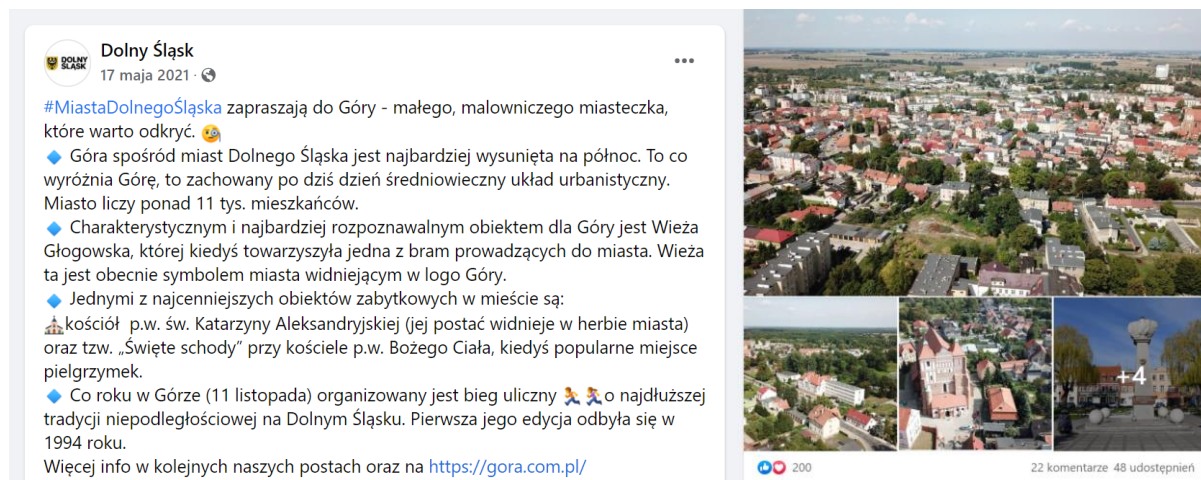 DOLNY
ŚLĄSK
Dolny Śląsk
17 maja 2021 ·
#MiastaDolnegoŚląska zapraszają do Góry - małego, malowniczego miasteczka,
które warto odkryć. 🧐
🔹 Góra spośród miast Dolnego Śląska jest najbardziej wysunięta na północ. To co
wyróżnia Górę, to zachowany po dziś dzień średniowieczny układ urbanistyczny.
Miasto liczy ponad 11 tys. mieszkańców.
🔹 Charakterystycznym i najbardziej rozpoznawalnym obiektem dla Góry jest Wieża
Głogowska, której kiedyś towarzyszyła jedna z bram prowadzących do miasta. Wieża
ta jest obecnie symbolem miasta widniejącym w logo Góry.
🔹 Jednymi z najcenniejszych obiektów zabytkowych w mieście są:
⛪kościół p.w. św. Katarzyny Aleksandryjskiej (jej postać widnieje w herbie miasta)
oraz tzw. „Święte schody” przy kościele p.w. Bożego Ciała, kiedyś popularne miejsce
pielgrzymek.
🔹 Co roku w Górze (11 listopada) organizowany jest bieg uliczny 🏃🏃‍♀️o najdłuższej
tradycji niepodległościowej na Dolnym Śląsku. Pierwsza jego edycja odbyła się w
1994 roku.
Więcej info w kolejnych naszych postach oraz na https://gora.com.pl/
+4
200
22 komentarze 48 udostępnień